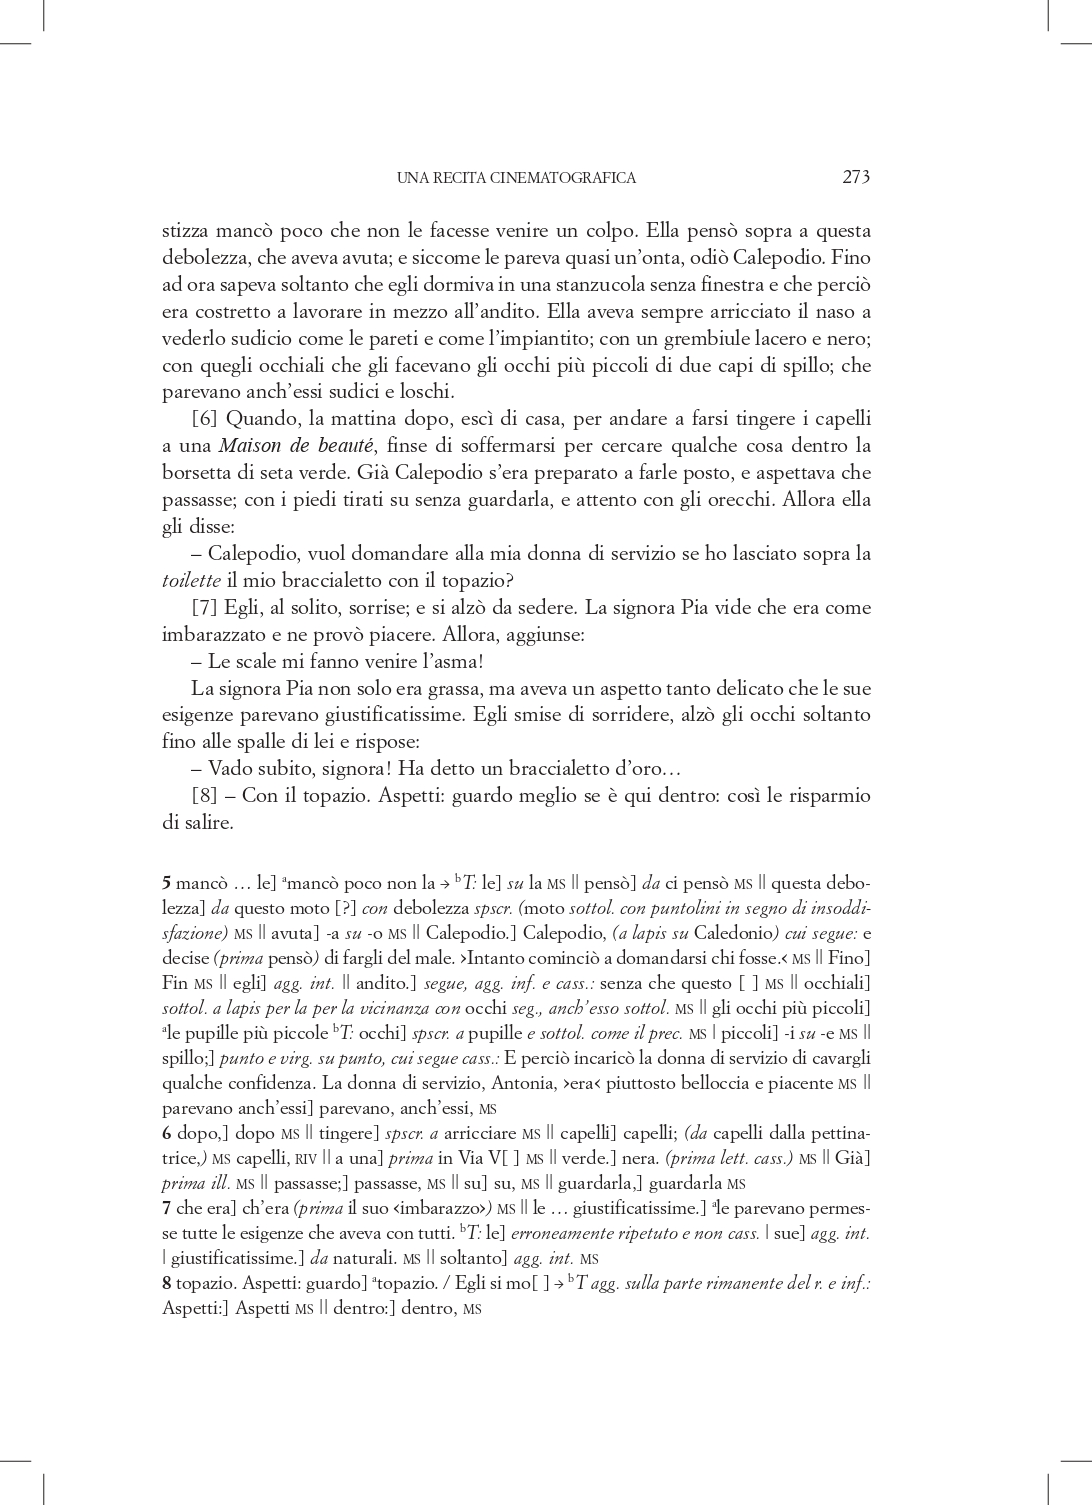 UNA RECITA CINEMATOGRAFICA 273
stizza mancò poco che non le facesse venire un colpo. Ella pensò sopra a questa
debolezza, che aveva avuta; e siccome le pareva quasi un’onta, odiò Calepodio. Fino
ad ora sapeva soltanto che egli dormiva in una stanzucola senza finestra e che perciò
era costretto a lavorare in mezzo all’andito. Ella aveva sempre arricciato il naso a
vederlo sudicio come le pareti e come l’impiantito; con un grembiule lacero e nero;
con quegli occhiali che gli facevano gli occhi più piccoli di due capi di spillo; che
parevano anch’essi sudici e loschi.
[6] Quando, la mattina dopo, escì di casa, per andare a farsi tingere i capelli
a una Maison de beauté, finse di soffermarsi per cercare qualche cosa dentro la
borsetta di seta verde. Già Calepodio s’era preparato a farle posto, e aspettava che
passasse; con i piedi tirati su senza guardarla, e attento con gli orecchi. Allora ella
gli disse:
– Calepodio, vuol domandare alla mia donna di servizio se ho lasciato sopra la
toilette il mio braccialetto con il topazio?
[7] Egli, al solito, sorrise; e si alzò da sedere. La signora Pia vide che era come
imbarazzato e ne provò piacere. Allora, aggiunse:
– Le scale mi fanno venire l’asma!
La signora Pia non solo era grassa, ma aveva un aspetto tanto delicato che le sue
esigenze parevano giustificatissime. Egli smise di sorridere, alzò gli occhi soltanto
fino alle spalle di lei e rispose:
– Vado subito, signora! Ha detto un braccialetto d’oro…
[8] – Con il topazio. Aspetti: guardo meglio se è qui dentro: così le risparmio
di salire.
5 mancò … le] ᵃmancò poco non la → ᵇT: le] su la MS || pensò] da ci pensò MS || questa debo-
lezza] da questo moto [?] con debolezza spscr. (moto sottol. con puntolini in segno di insoddi-
sfazione) MS || avuta] -a su -o MS || Calepodio.] Calepodio, (a lapis su Caledonio) cui segue: e
decise (prima pensò) di fargli del male. ›Intanto cominciò a domandarsi chi fosse.‹ MS || Fino]
Fin MS || egli] agg. int. || andito.] segue, agg. inf. e cass.: senza che questo [ ] MS || occhiali]
sottol. a lapis per la per la vicinanza con occhi seg., anch’esso sottol. MS || gli occhi più piccoli]
ᵃle pupille più piccole ᵇT: occhi] spscr. a pupille e sottol. come il prec. MS | piccoli] -i su -e MS ||
spillo;] punto e virg. su punto, cui segue cass.: E perciò incaricò la donna di servizio di cavargli
qualche confidenza. La donna di servizio, Antonia, ›era‹ piuttosto belloccia e piacente MS ||
parevano anch’essi] parevano, anch’essi, MS
6 dopo,] dopo MS || tingere] spscr. a arricciare MS || capelli] capelli; (da capelli dalla pettina-
trice,) MS capelli, RIV || a una] prima in Via V[ ] MS || verde.] nera. (prima lett. cass.) MS || Già]
prima ill. MS || passasse;] passasse, MS || su] su, MS || guardarla,] guardarla MS
7 che era] ch’era (prima il suo ‹imbarazzo›) MS || le … giustificatissime.] ᵃle parevano permes-
se tutte le esigenze che aveva con tutti. ᵇT: le] erroneamente ripetuto e non cass. | sue] agg. int.
| giustificatissime.] da naturali. MS || soltanto] agg. int. MS
8 topazio. Aspetti: guardo] ᵃtopazio. / Egli si mo[ ] → ᵇT agg. sulla parte rimanente del r. e inf.:
Aspetti:] Aspetti MS || dentro:] dentro, MS